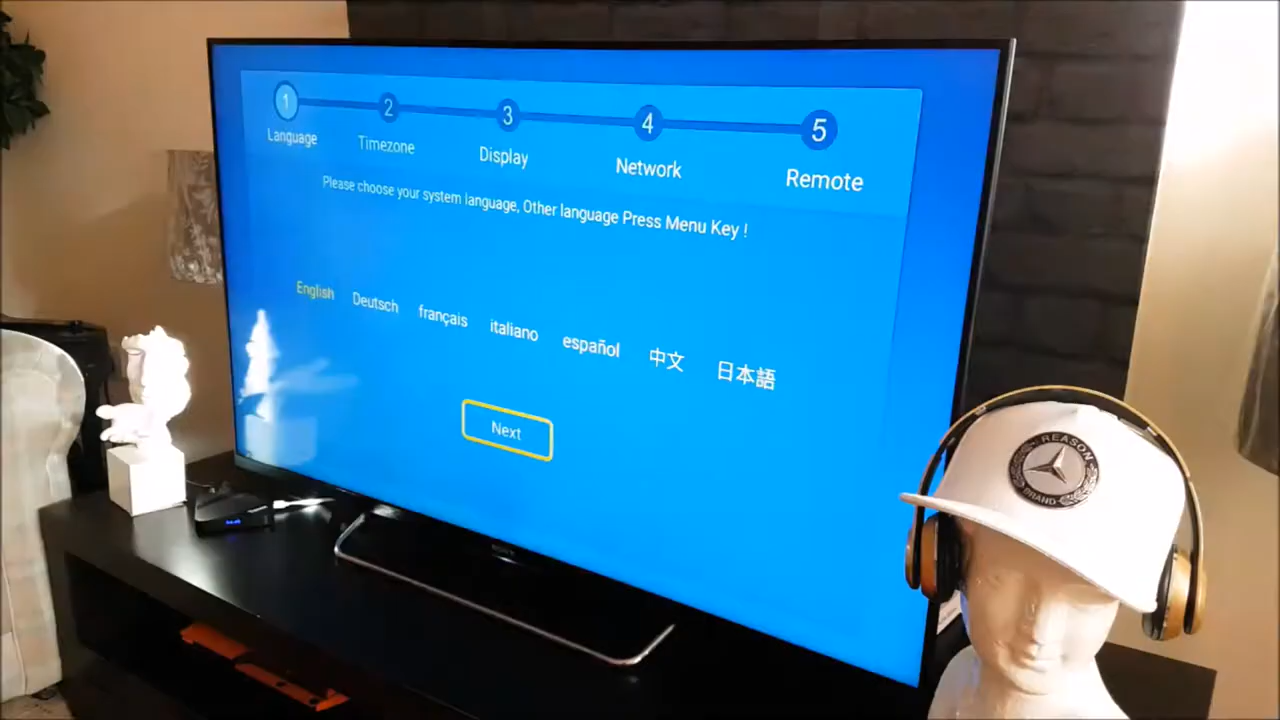 1 2 3 4 5
Language Timezone Display Network Remote
Please choose your system language, Other language Press Menu Key !
English Deutsch français italiano español 中文 日本語
Next
SONY
REASON
BRAND